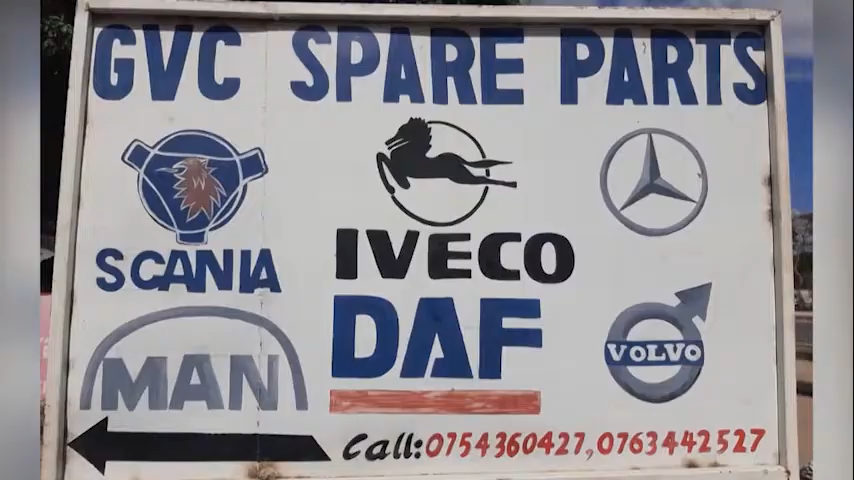 GVC SPARE PARTS
SCANIA
IVECO
MAN
DAF
VOLVO
Call:0754360427,0763442527